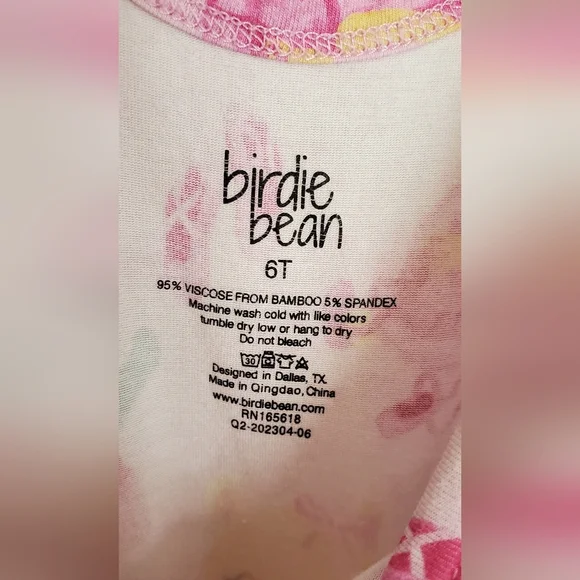 birdie
bean
6T
95% VISCOSE FROM BAMBOO 5% SPANDEX
Machine wash cold with like colors
tumble dry low or hang to dry
Do not bleach
30
Designed in Dallas, TX.
Made in Qingdao, China
www.birdiebean.com
RN165618
Q2-202304-06